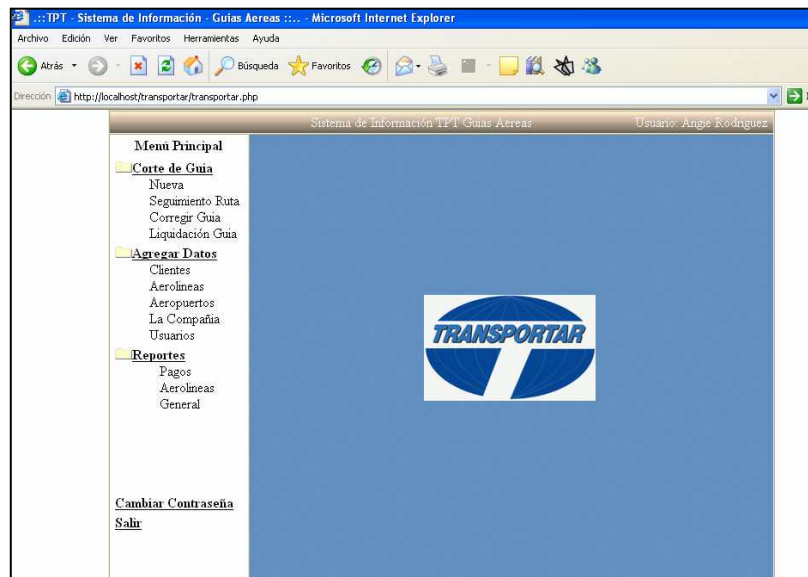 .::TPT - Sistema de Información - Guias Aereas ::.. - Microsoft Internet Explorer
Archivo Edición Ver Favoritos Herramientas Ayuda
Atrás Búsqueda Favoritos
Dirección http://localhost/transportar/transportar.php
Sistema de Información TPT Guias Aereas Usuario: Angie Rodriguez
Menú Principal
Corte de Guia
Nueva
Seguimiento Ruta
Corregir Guia
Liquidación Guia
Agregar Datos
Clientes
Aerolineas
Aeropuertos
La Compañia
Usuarios
Reportes
Pagos
Aerolineas
General
TRANSPORTAR
Cambiar Contraseña
Salir